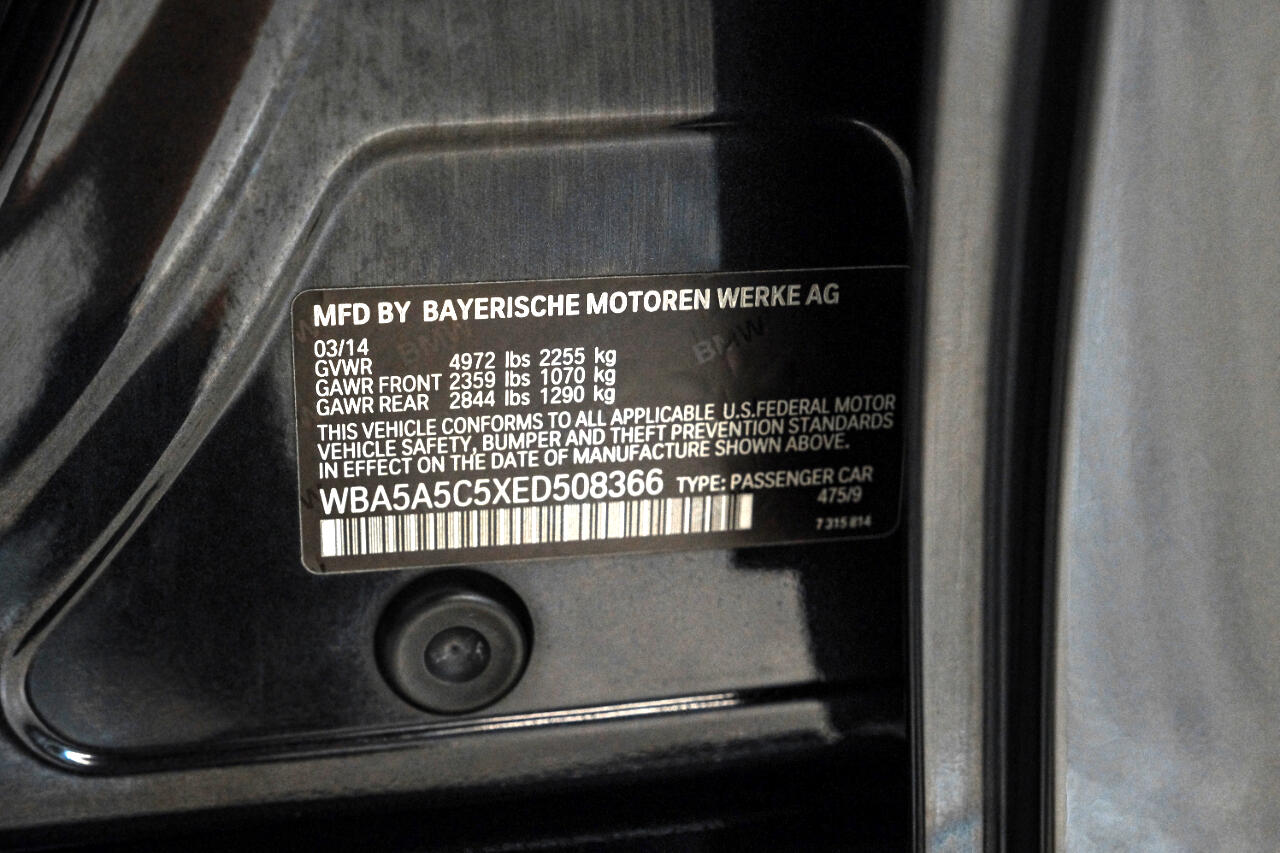 MFD BY BAYERISCHE MOTOREN WERKE AG
03/14
GVWR 4972 lbs 2255 kg
GAWR FRONT 2359 lbs 1070 kg
GAWR REAR 2844 lbs 1290 kg
THIS VEHICLE CONFORMS TO ALL APPLICABLE U.S.FEDERAL MOTOR
VEHICLE SAFETY, BUMPER AND THEFT PREVENTION STANDARDS
IN EFFECT ON THE DATE OF MANUFACTURE SHOWN ABOVE.
WBA5A5C5XED508366 TYPE: PASSENGER CAR
475/9
7 315 814
BMW
BMW